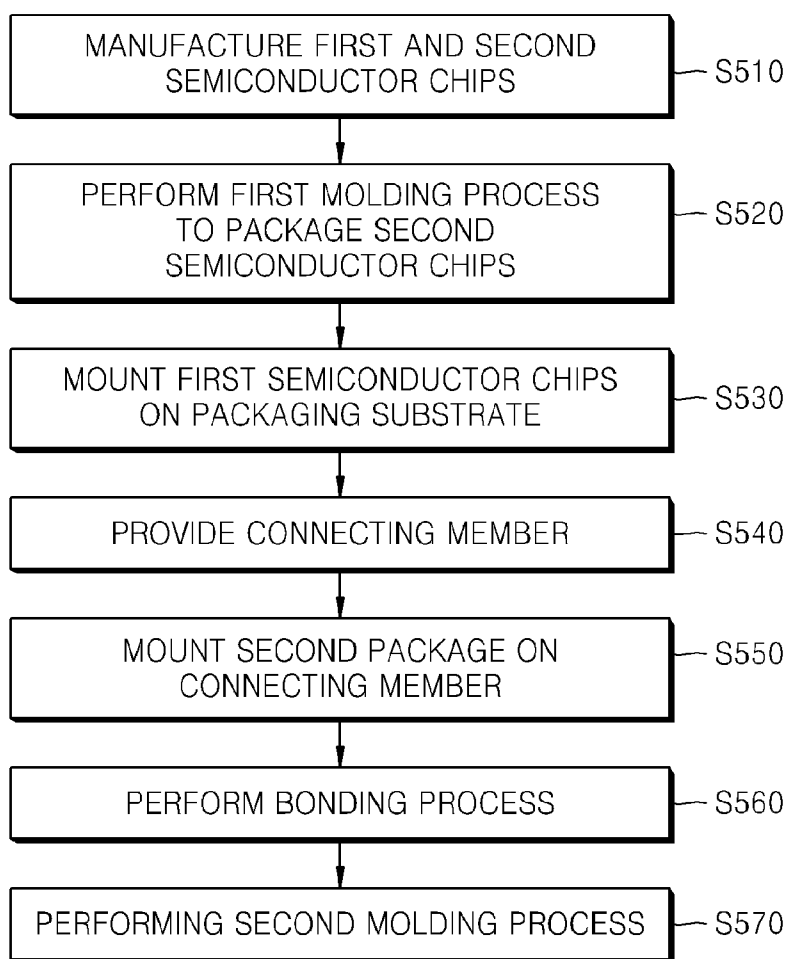 MANUFACTURE FIRST AND SECOND
SEMICONDUCTOR CHIPS
S510
PERFORM FIRST MOLDING PROCESS
TO PACKAGE SECOND
SEMICONDUCTOR CHIPS
S520
MOUNT FIRST SEMICONDUCTOR CHIPS
ON PACKAGING SUBSTRATE
S530
PROVIDE CONNECTING MEMBER
S540
MOUNT SECOND PACKAGE ON
CONNECTING MEMBER
S550
PERFORM BONDING PROCESS
S560
PERFORMING SECOND MOLDING PROCESS
S570